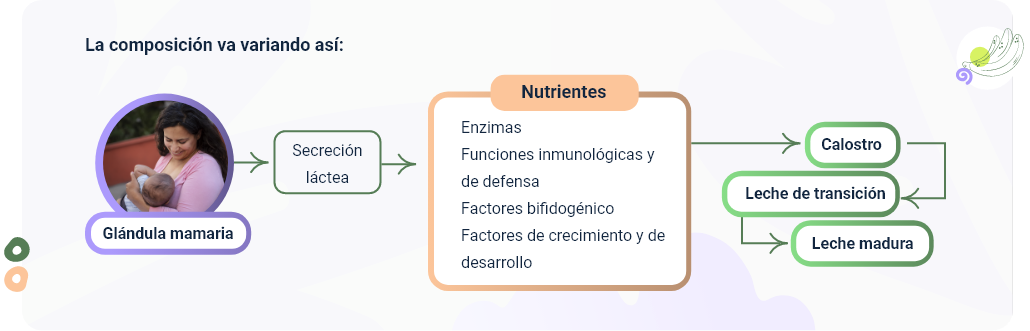 La composición va variando así:
Glándula mamaria
Secreción
láctea
Nutrientes
Enzimas
Funciones inmunológicas y
de defensa
Factores bifidogénico
Factores de crecimiento y de
desarrollo
Calostro
Leche de transición
Leche madura